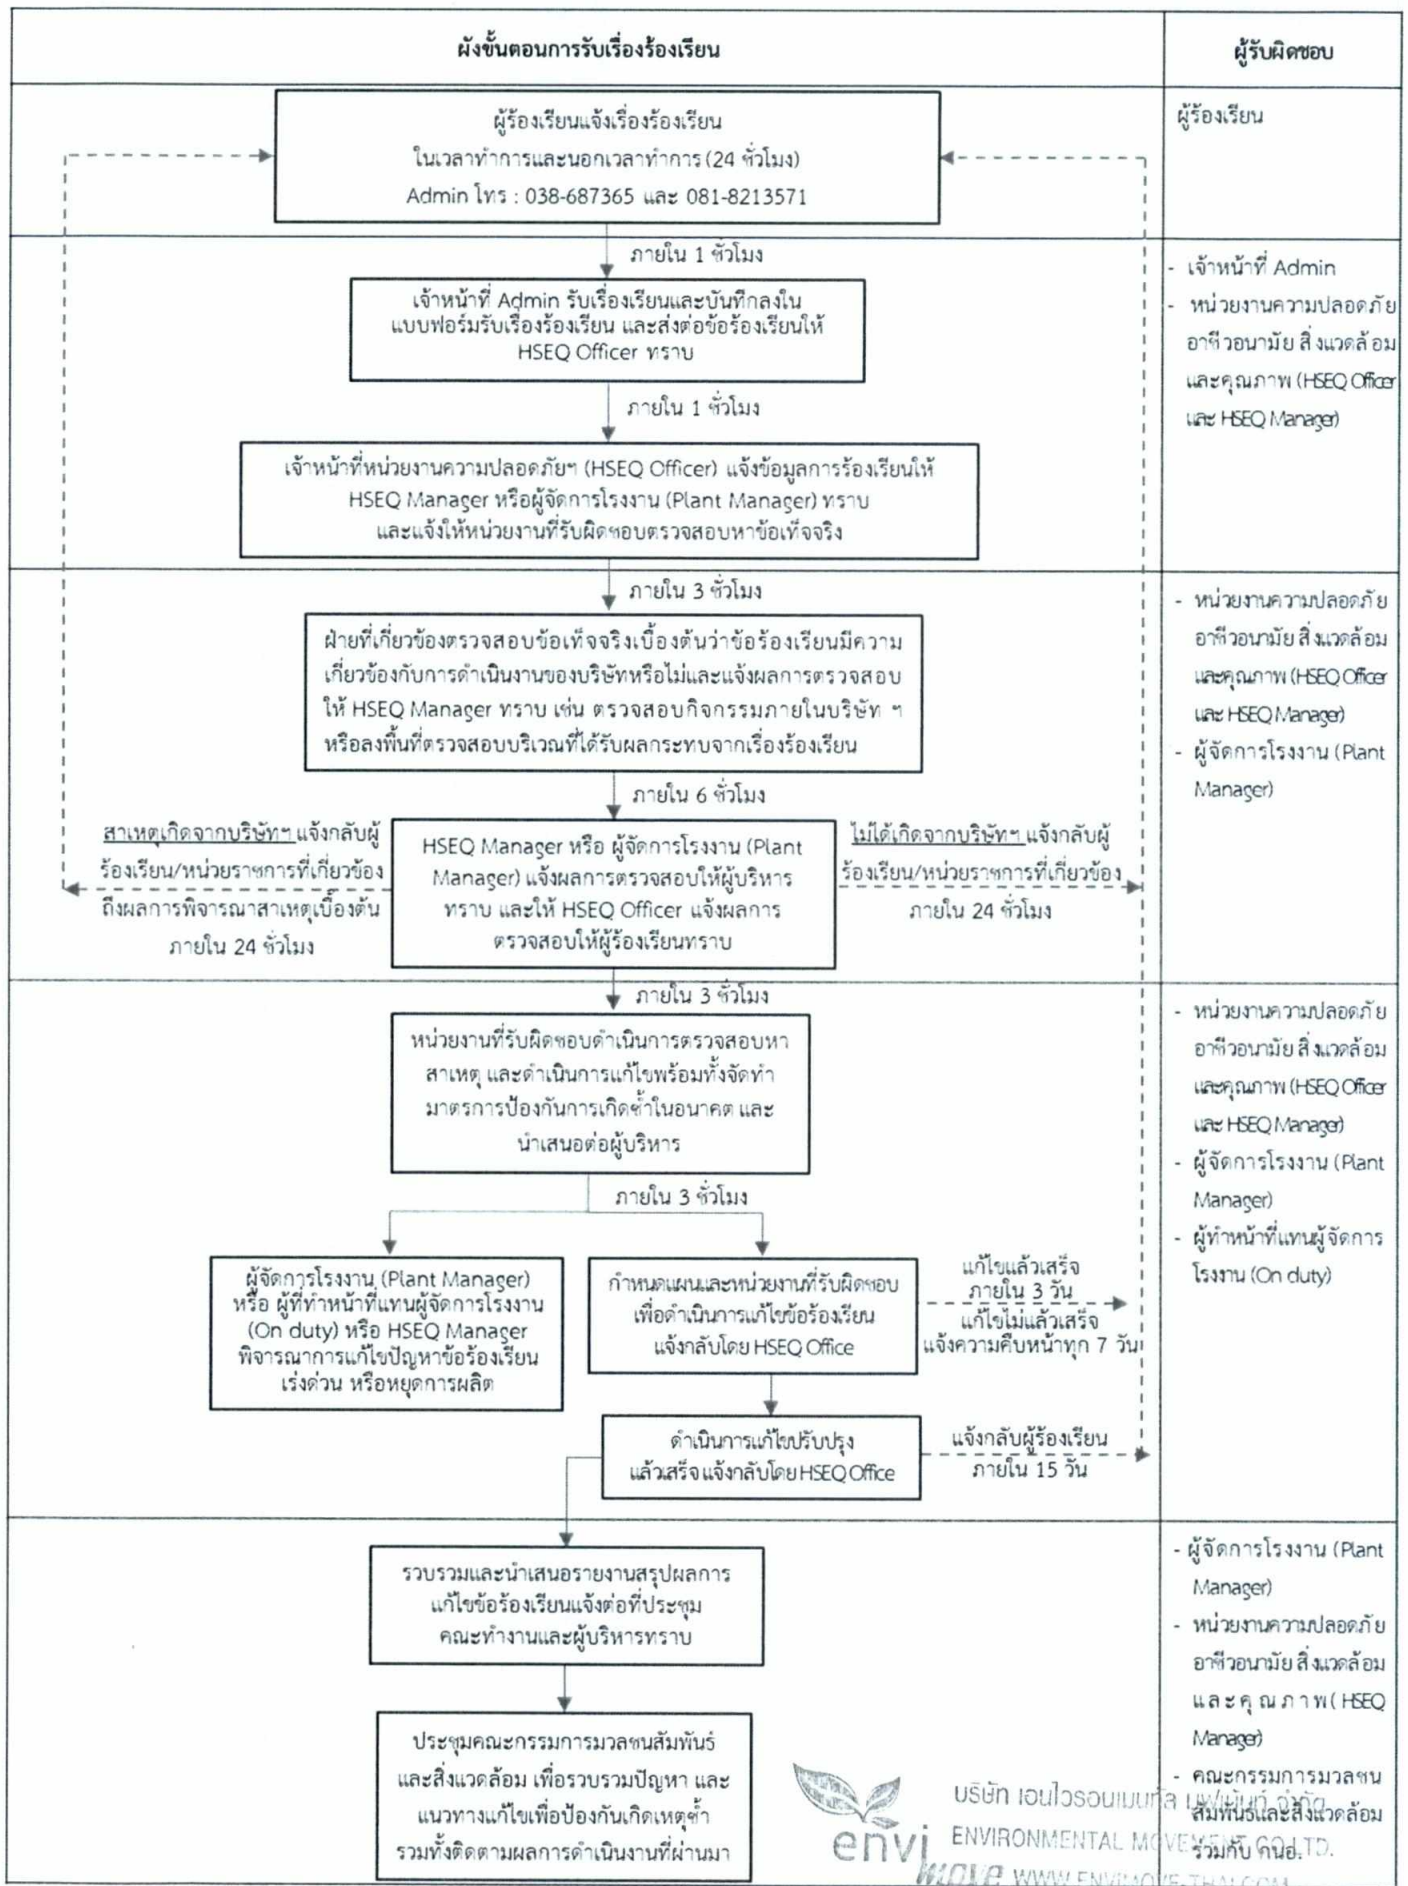 ผังขั้นตอนการรับเรื่องร้องเรียน
ผู้รับผิดชอบ
ผู้ร้องเรียนแจ้งเรื่องร้องเรียน
ในเวลาทำการและนอกเวลาทำการ (24 ชั่วโมง)
Admin โทร : 038-687365 และ 081-8213571
ผู้ร้องเรียน
ภายใน 1 ชั่วโมง
เจ้าหน้าที่ Admin รับเรื่องเรียนและบันทึกลงใน
แบบฟอร์มรับเรื่องร้องเรียน และส่งต่อข้อร้องเรียนให้
HSEQ Officer ทราบ
ภายใน 1 ชั่วโมง
เจ้าหน้าที่หน่วยงานความปลอดภัยฯ (HSEQ Officer) แจ้งข้อมูลการร้องเรียนให้
HSEQ Manager หรือผู้จัดการโรงงาน (Plant Manager) ทราบ
และแจ้งให้หน่วยงานที่รับผิดชอบตรวจสอบหาข้อเท็จจริง
- เจ้าหน้าที่ Admin
- หน่วยงานความปลอดภัย
อาชีวอนามัย สิ่งแวดล้อม
และคุณภาพ (HSEQ Officer
และ HSEQ Manager)
ภายใน 3 ชั่วโมง
ฝ่ายที่เกี่ยวข้องตรวจสอบข้อเท็จจริงเบื้องต้นว่าข้อร้องเรียนมีความ
เกี่ยวข้องกับการดำเนินงานของบริษัทหรือไม่และแจ้งผลการตรวจสอบ
ให้ HSEQ Manager ทราบ เช่น ตรวจสอบกิจกรรมภายในบริษัท ฯ
หรือลงพื้นที่ตรวจสอบบริเวณที่ได้รับผลกระทบจากเรื่องร้องเรียน
ภายใน 6 ชั่วโมง
สาเหตุเกิดจากบริษัทฯ แจ้งกลับผู้
ร้องเรียน/หน่วยราชการที่เกี่ยวข้อง
ถึงผลการพิจารณาสาเหตุเบื้องต้น
ภายใน 24 ชั่วโมง
HSEQ Manager หรือ ผู้จัดการโรงงาน (Plant
Manager) แจ้งผลการตรวจสอบให้ผู้บริหาร
ทราบ และให้ HSEQ Officer แจ้งผลการ
ตรวจสอบให้ผู้ร้องเรียนทราบ
ไม่ได้เกิดจากบริษัทฯ แจ้งกลับผู้
ร้องเรียน/หน่วยราชการที่เกี่ยวข้อง
ภายใน 24 ชั่วโมง
- หน่วยงานความปลอดภัย
อาชีวอนามัย สิ่งแวดล้อม
และคุณภาพ (HSEQ Officer
และ HSEQ Manager)
- ผู้จัดการโรงงาน (Plant
Manager)
ภายใน 3 ชั่วโมง
หน่วยงานที่รับผิดชอบดำเนินการตรวจสอบหา
สาเหตุ และดำเนินการแก้ไขพร้อมทั้งจัดทำ
มาตรการป้องกันการเกิดซ้ำในอนาคต และ
นำเสนอต่อผู้บริหาร
ภายใน 3 ชั่วโมง
ผู้จัดการโรงงาน (Plant Manager)
หรือ ผู้ที่ทำหน้าที่แทนผู้จัดการโรงงาน
(On duty) หรือ HSEQ Manager
พิจารณาการแก้ไขปัญหาข้อร้องเรียน
เร่งด่วน หรือหยุดการผลิต
กำหนดแผนและหน่วยงานที่รับผิดชอบ
เพื่อดำเนินการแก้ไขข้อร้องเรียน
แจ้งกลับโดย HSEQ Office
แก้ไขแล้วเสร็จ
ภายใน 3 วัน
แก้ไขไม่แล้วเสร็จ
แจ้งความคืบหน้าทุก 7 วัน
ดำเนินการแก้ไขปรับปรุง
แล้วเสร็จ แจ้งกลับโดย HSEQ Office
แจ้งกลับผู้ร้องเรียน
ภายใน 15 วัน
- หน่วยงานความปลอดภัย
อาชีวอนามัย สิ่งแวดล้อม
และคุณภาพ (HSEQ Officer
และ HSEQ Manager)
- ผู้จัดการโรงงาน (Plant
Manager)
- ผู้ทำหน้าที่แทนผู้จัดการ
โรงงาน (On duty)
รวบรวมและนำเสนอรายงานสรุปผลการ
แก้ไขข้อร้องเรียนแจ้งต่อที่ประชุม
คณะทำงานและผู้บริหารทราบ
ประชุมคณะกรรมการมวลชนสัมพันธ์
และสิ่งแวดล้อม เพื่อรวบรวมปัญหา และ
แนวทางแก้ไขเพื่อป้องกันเกิดเหตุซ้ำ
รวมทั้งติดตามผลการดำเนินงานที่ผ่านมา
- ผู้จัดการโรงงาน (Plant
Manager)
- หน่วยงานความปลอดภัย
อาชีวอนามัย สิ่งแวดล้อม
และคุณภาพ (HSEQ
Manager)
- คณะกรรมการมวลชน
สัมพันธ์และสิ่งแวดล้อม
ร่วมกับ กนอ.
envi
move
บริษัท เอนไวรอนเมนทัล มูฟเม้นท์ จำกัด
ENVIRONMENTAL MOVEMENT CO.,LTD.
WWW.ENVIMOVE-THAI.COM